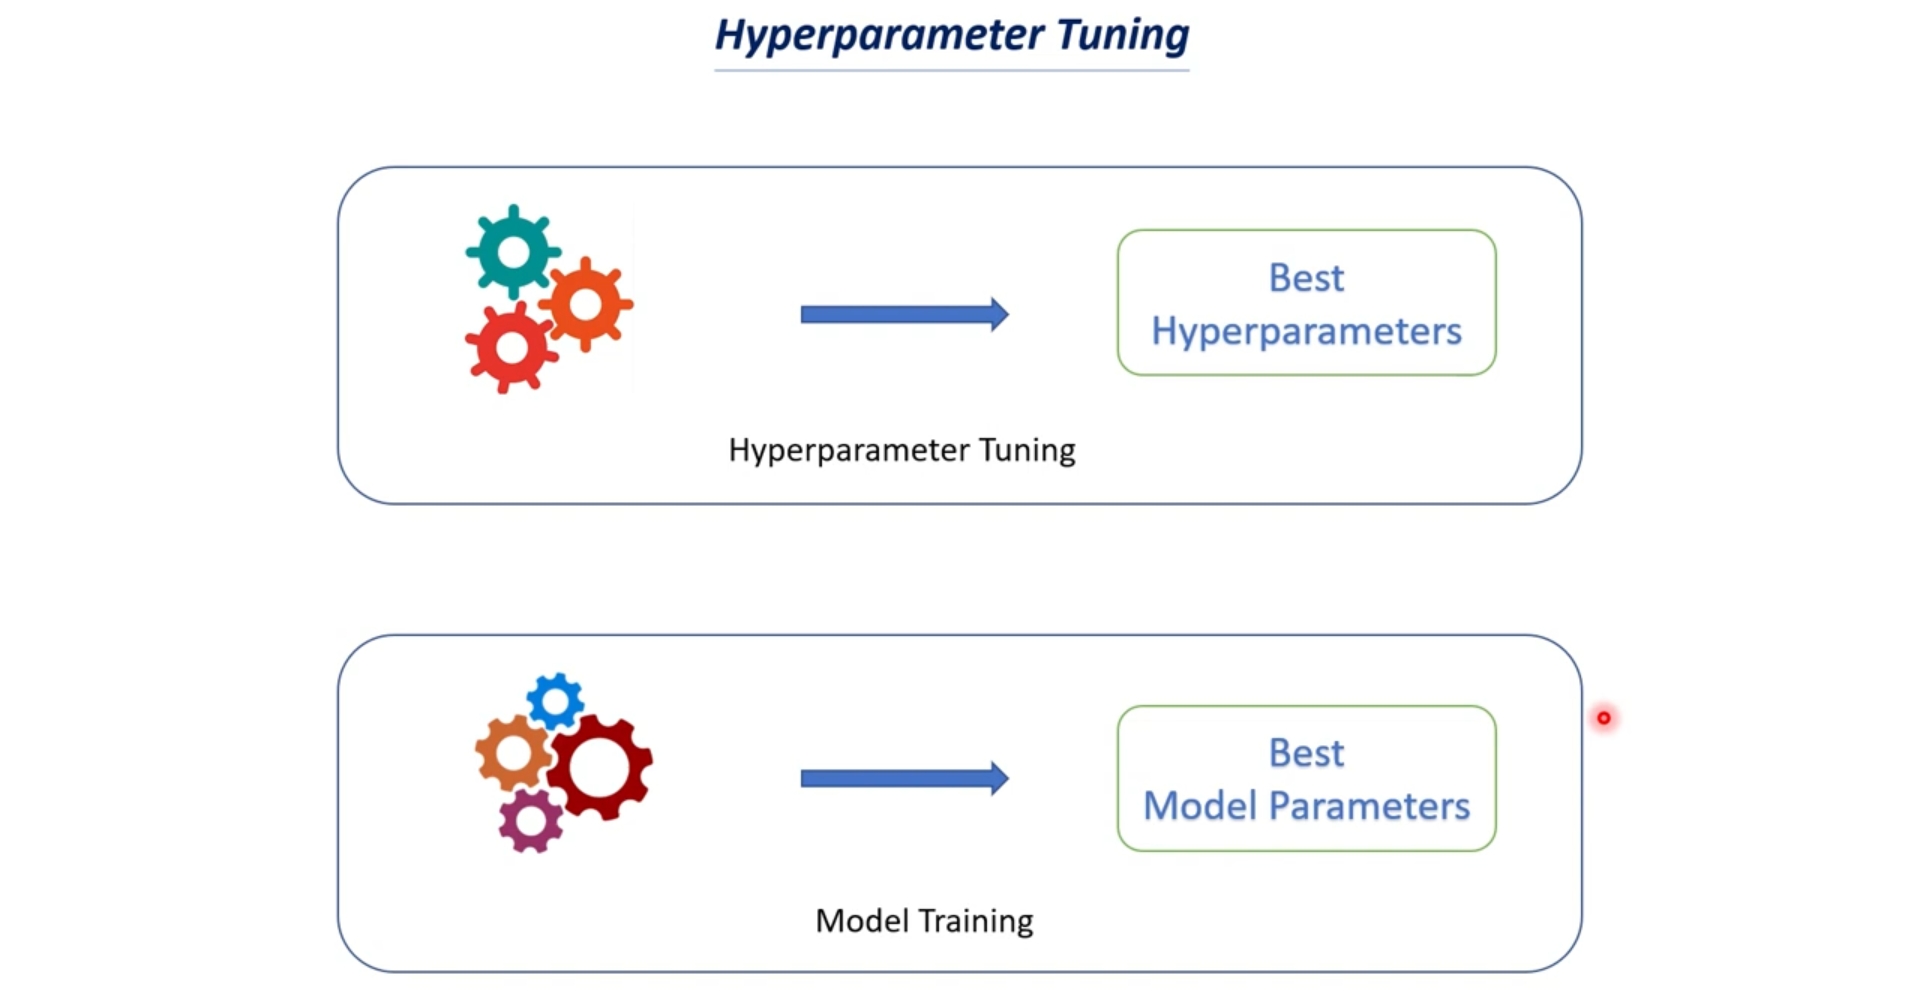 Hyperparameter Tuning
Best
Hyperparameters
Hyperparameter Tuning
Best
Model Parameters
Model Training